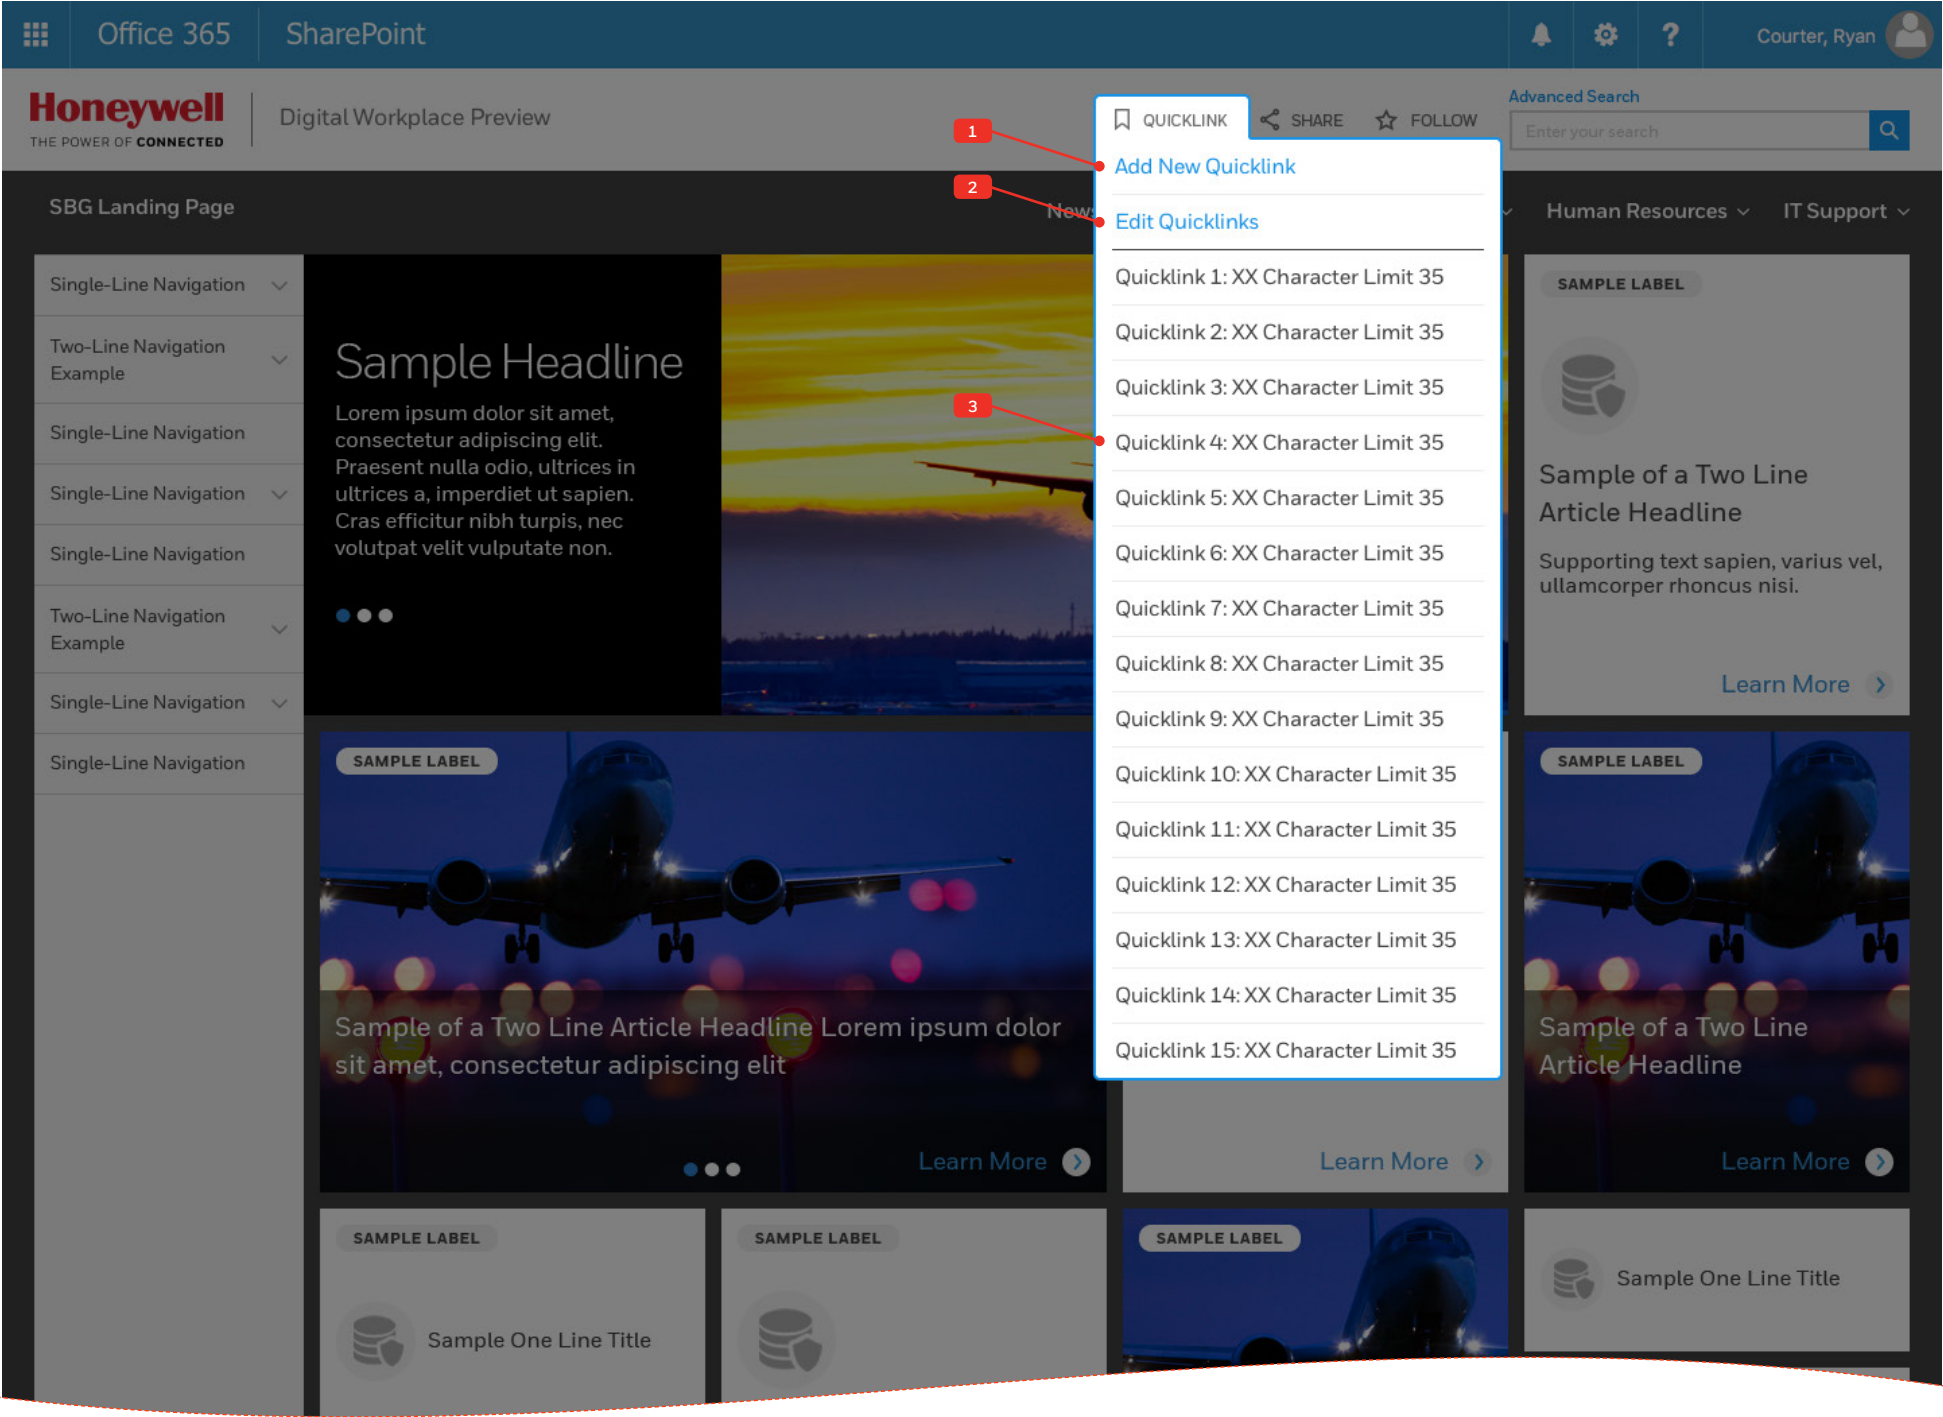 Office 365
SharePoint
?
Courter, Ryan
Honeywell
THE POWER OF CONNECTED
Digital Workplace Preview
QUICKLINK
SHARE
FOLLOW
Advanced Search
Enter your search
1
2
3
Add New Quicklink
Edit Quicklinks
Quicklink 1: XX Character Limit 35
Quicklink 2: XX Character Limit 35
Quicklink 3: XX Character Limit 35
Quicklink 4: XX Character Limit 35
Quicklink 5: XX Character Limit 35
Quicklink 6: XX Character Limit 35
Quicklink 7: XX Character Limit 35
Quicklink 8: XX Character Limit 35
Quicklink 9: XX Character Limit 35
Quicklink 10: XX Character Limit 35
Quicklink 11: XX Character Limit 35
Quicklink 12: XX Character Limit 35
Quicklink 13: XX Character Limit 35
Quicklink 14: XX Character Limit 35
Quicklink 15: XX Character Limit 35
SBG Landing Page
Human Resources
IT Support
Single-Line Navigation
Two-Line Navigation
Example
Single-Line Navigation
Single-Line Navigation
Single-Line Navigation
Two-Line Navigation
Example
Single-Line Navigation
Single-Line Navigation
Sample Headline
Lorem ipsum dolor sit amet,
consectetur adipiscing elit.
Praesent nulla odio, ultrices in
ultrices a, imperdiet ut sapien.
Cras efficitur nibh turpis, nec
volutpat velit vulputate non.
SAMPLE LABEL
Sample of a Two Line
Article Headline
Supporting text sapien, varius vel,
ullamcorper rhoncus nisi.
Learn More
SAMPLE LABEL
Sample of a Two Line Article Headline Lorem ipsum dolor
sit amet, consectetur adipiscing elit
Learn More
Learn More
SAMPLE LABEL
Sample of a Two Line
Article Headline
Learn More
SAMPLE LABEL
Sample One Line Title
SAMPLE LABEL
SAMPLE LABEL
Sample One Line Title